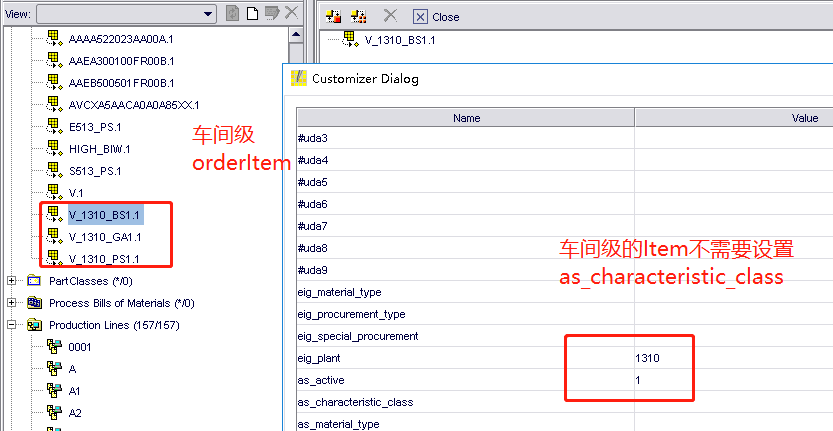 View:
Close
AAAA522023AA00A.1
AAEA300100FR00B.1
AAEB500501FR00B.1
AVCXA5AACA0A0A85XX.1
E513_PS.1
HIGH_BIW.1
S513_PS.1
V.1
V_1310_BS1.1
V_1310_GA1.1
V_1310_PS1.1
PartClasses (*/0)
Process Bills of Materials (*/0)
Production Lines (157/157)
0001
A
A1
A2
车间级
orderItem
V_1310_BS1.1
Customizer Dialog
Name Value
#uda3
#uda4
#uda5
#uda6
#uda7
#uda8
#uda9
eig_material_type
eig_procurement_type
eig_special_procurement
eig_plant 1310
as_active 1
as_characteristic_class
as_material_type
车间级的Item不需要设置
as_characteristic_class